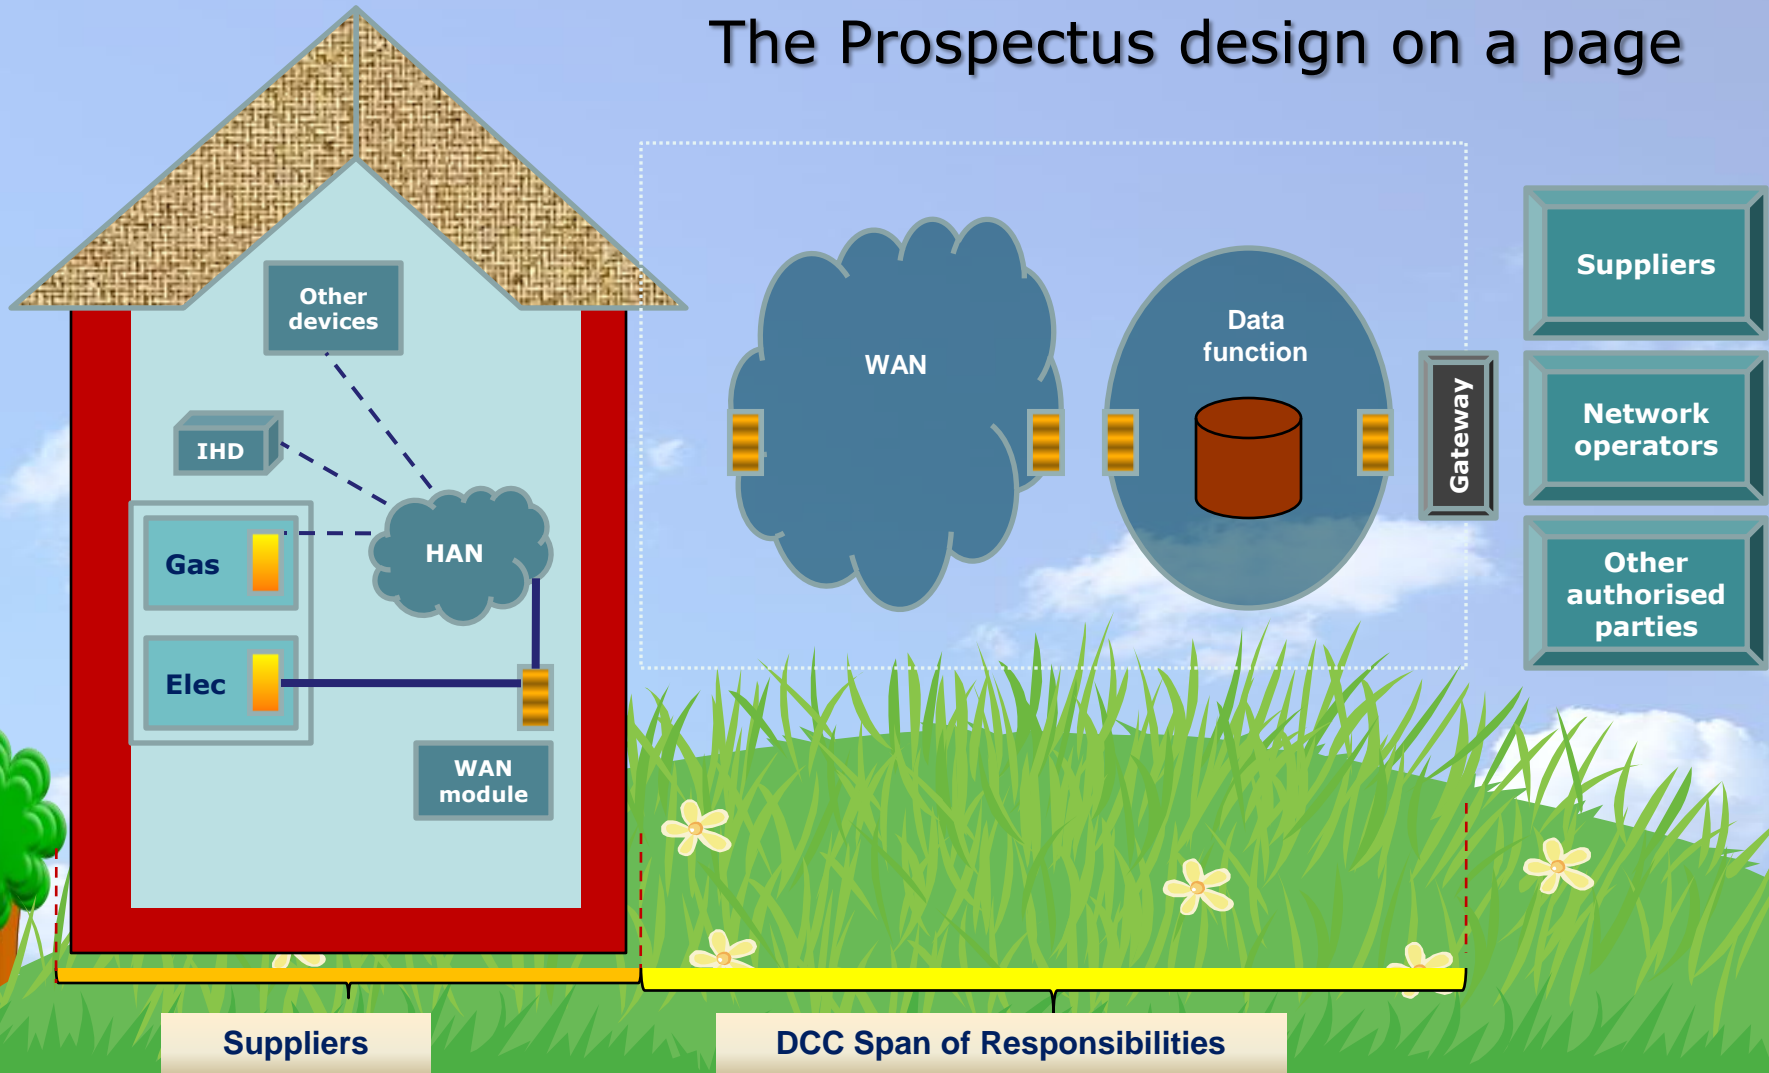 The Prospectus design on a page
Other
devices
IHD
Gas
HAN
Elec
WAN
module
WAN
Data
function
Gateway
Suppliers
Network
operators
Other
authorised
parties
Suppliers
DCC Span of Responsibilities